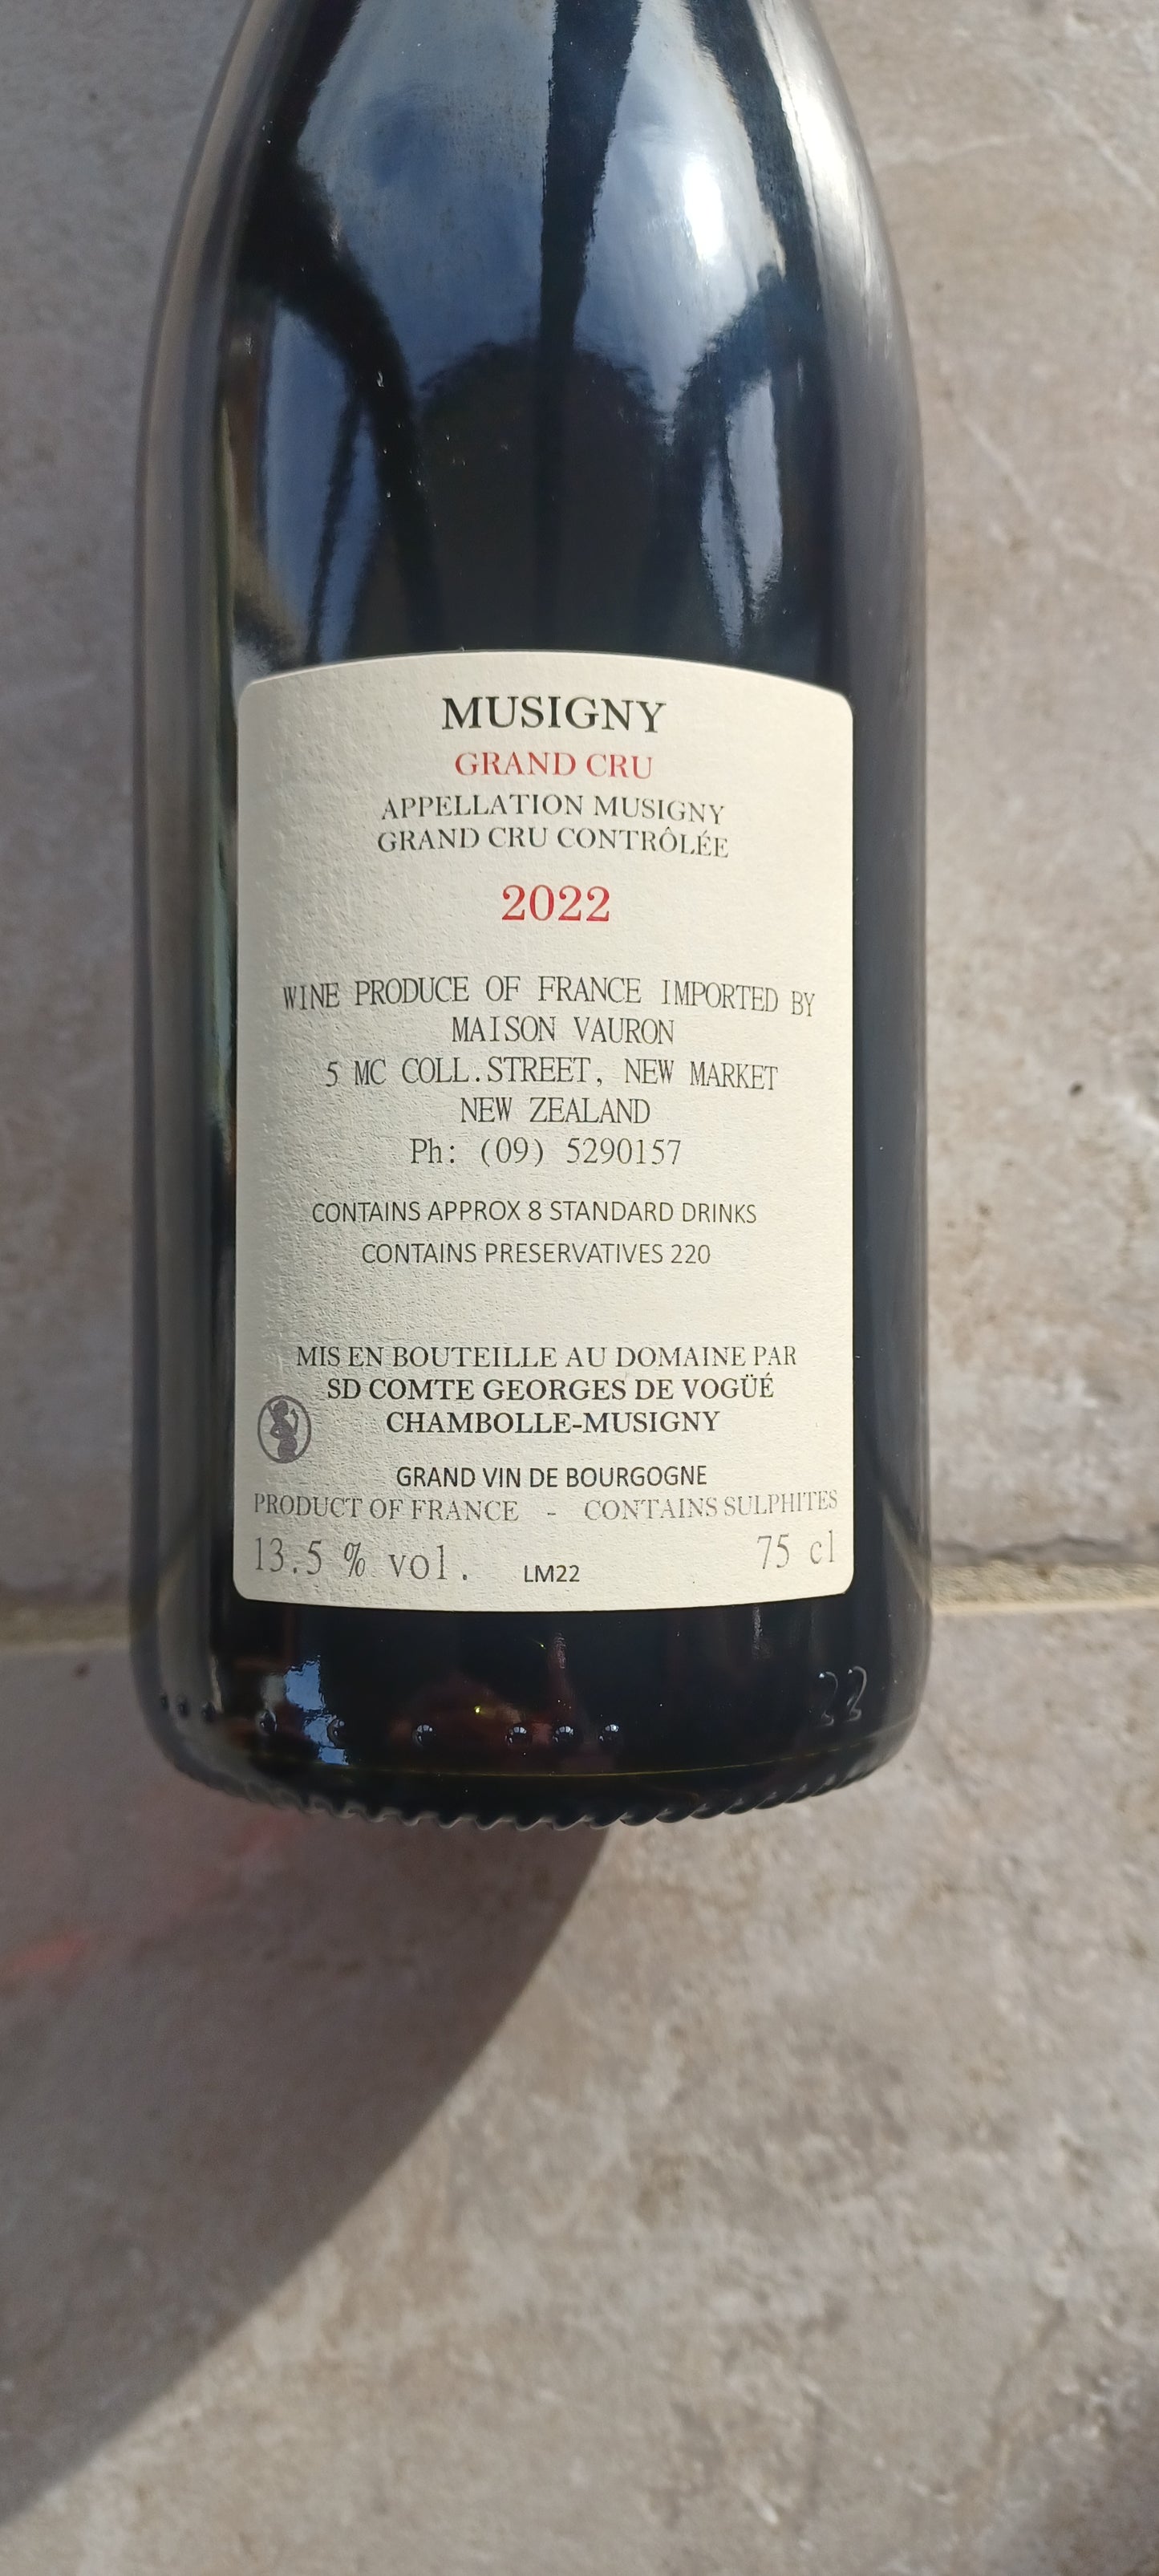 MUSIGNY
GRAND CRU
APPELLATION MUSIGNY
GRAND CRU CONTRÔLÉE
2022
WINE PRODUCE OF FRANCE IMPORTED BY
MAISON VAURON
5 MC COLL.STREET, NEW MARKET
NEW ZEALAND
Ph: (09) 5290157
CONTAINS APPROX 8 STANDARD DRINKS
CONTAINS PRESERVATIVES 220
MIS EN BOUTEILLE AU DOMAINE PAR
SD COMTE GEORGES DE VOGÜÉ
CHAMBOLLE-MUSIGNY
GRAND VIN DE BOURGOGNE
PRODUCT OF FRANCE - CONTAINS SULPHITES
13.5 % vol. LM22 75 cl